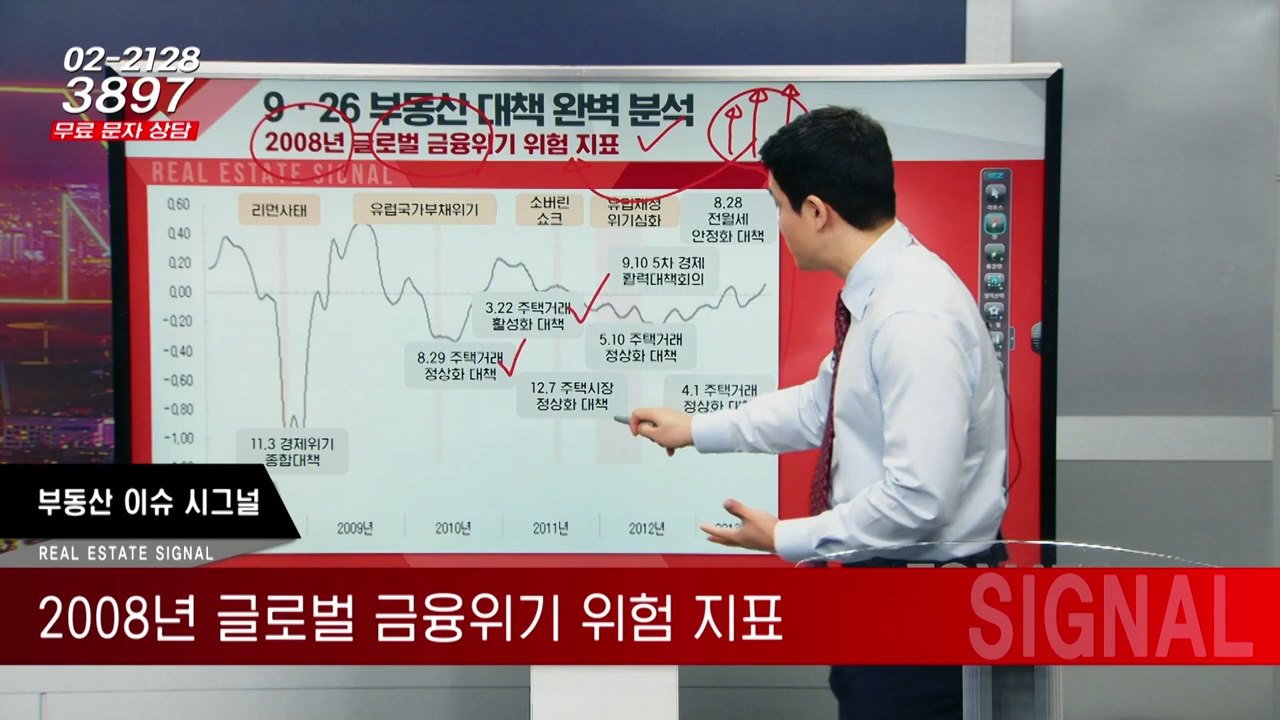 02-2128
3897
무료 문자 상담
9·26 부동산 대책 완벽 분석
2008년 글로벌 금융위기 위험 지표
REAL ESTATE SIGNAL
0,60
0,40
0,20
0,00
-0,20
-0,40
-0,60
-0,80
-1,00
리먼사태
유럽국가부채위기
소버린
쇼크
유럽재정
위기심화
8.28
전월세
안정화 대책
9.10 5차 경제
활력대책회의
3.22 주택거래
활성화 대책
5.10 주택거래
정상화 대책
8.29 주택거래
정상화 대책
12.7 주택시장
정상화 대책
4.1 주택거래
정상화
11.3 경제위기
종합대책
2009년
2010년
2011년
2012년
부동산 이슈 시그널
REAL ESTATE SIGNAL
2008년 글로벌 금융위기 위험 지표
SIGNAL